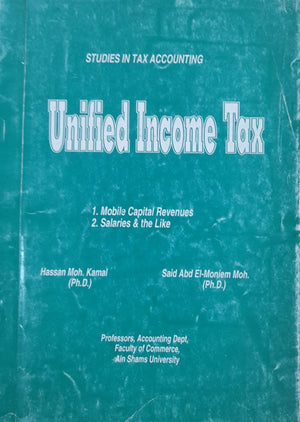 STUDIES IN TAX ACCOUNTING
Unified Income Tax
1. Mobile Capital Revenues
2. Salaries & the Like
Hassan Moh. Kamal
(Ph.D.)
Said Abd El-Moniem Moh.
(Ph.D.)
Professors, Accounting Dept,
Faculty of Commerce,
Ain Shams University